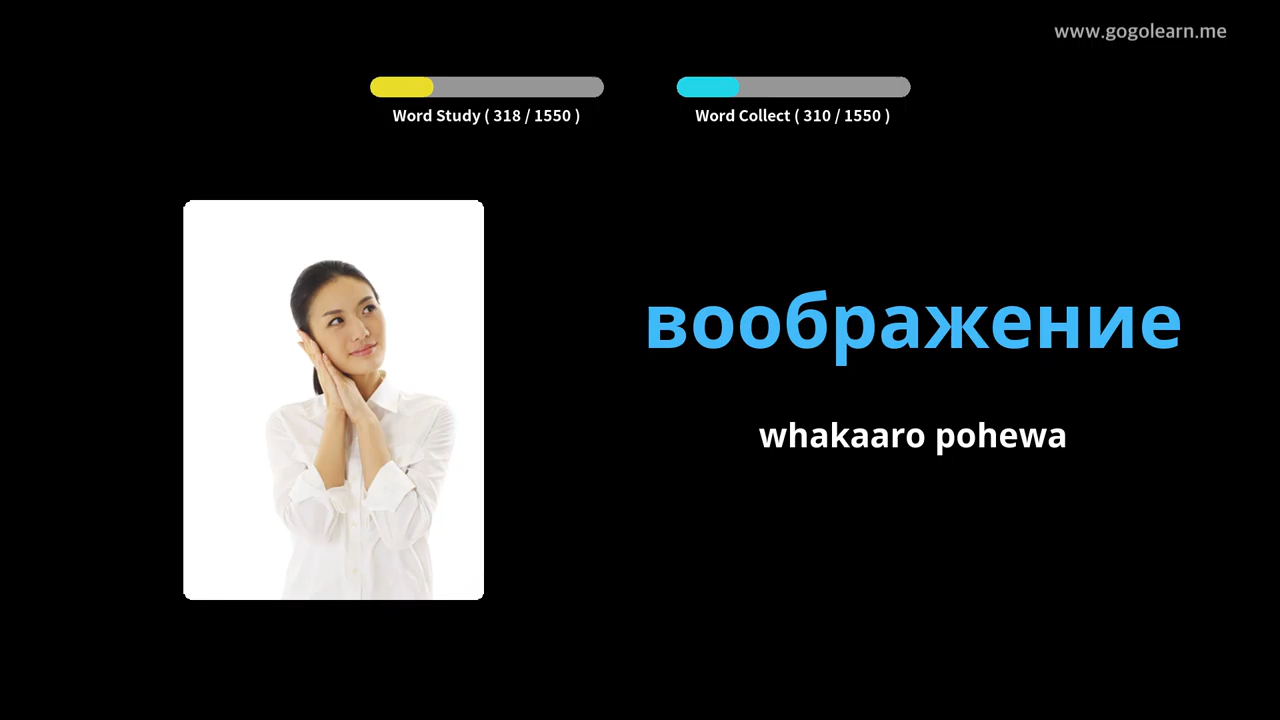 www.gogolearn.me
Word Study ( 318 / 1550 )
Word Collect ( 310 / 1550 )
воображение
whakaaro pohewa